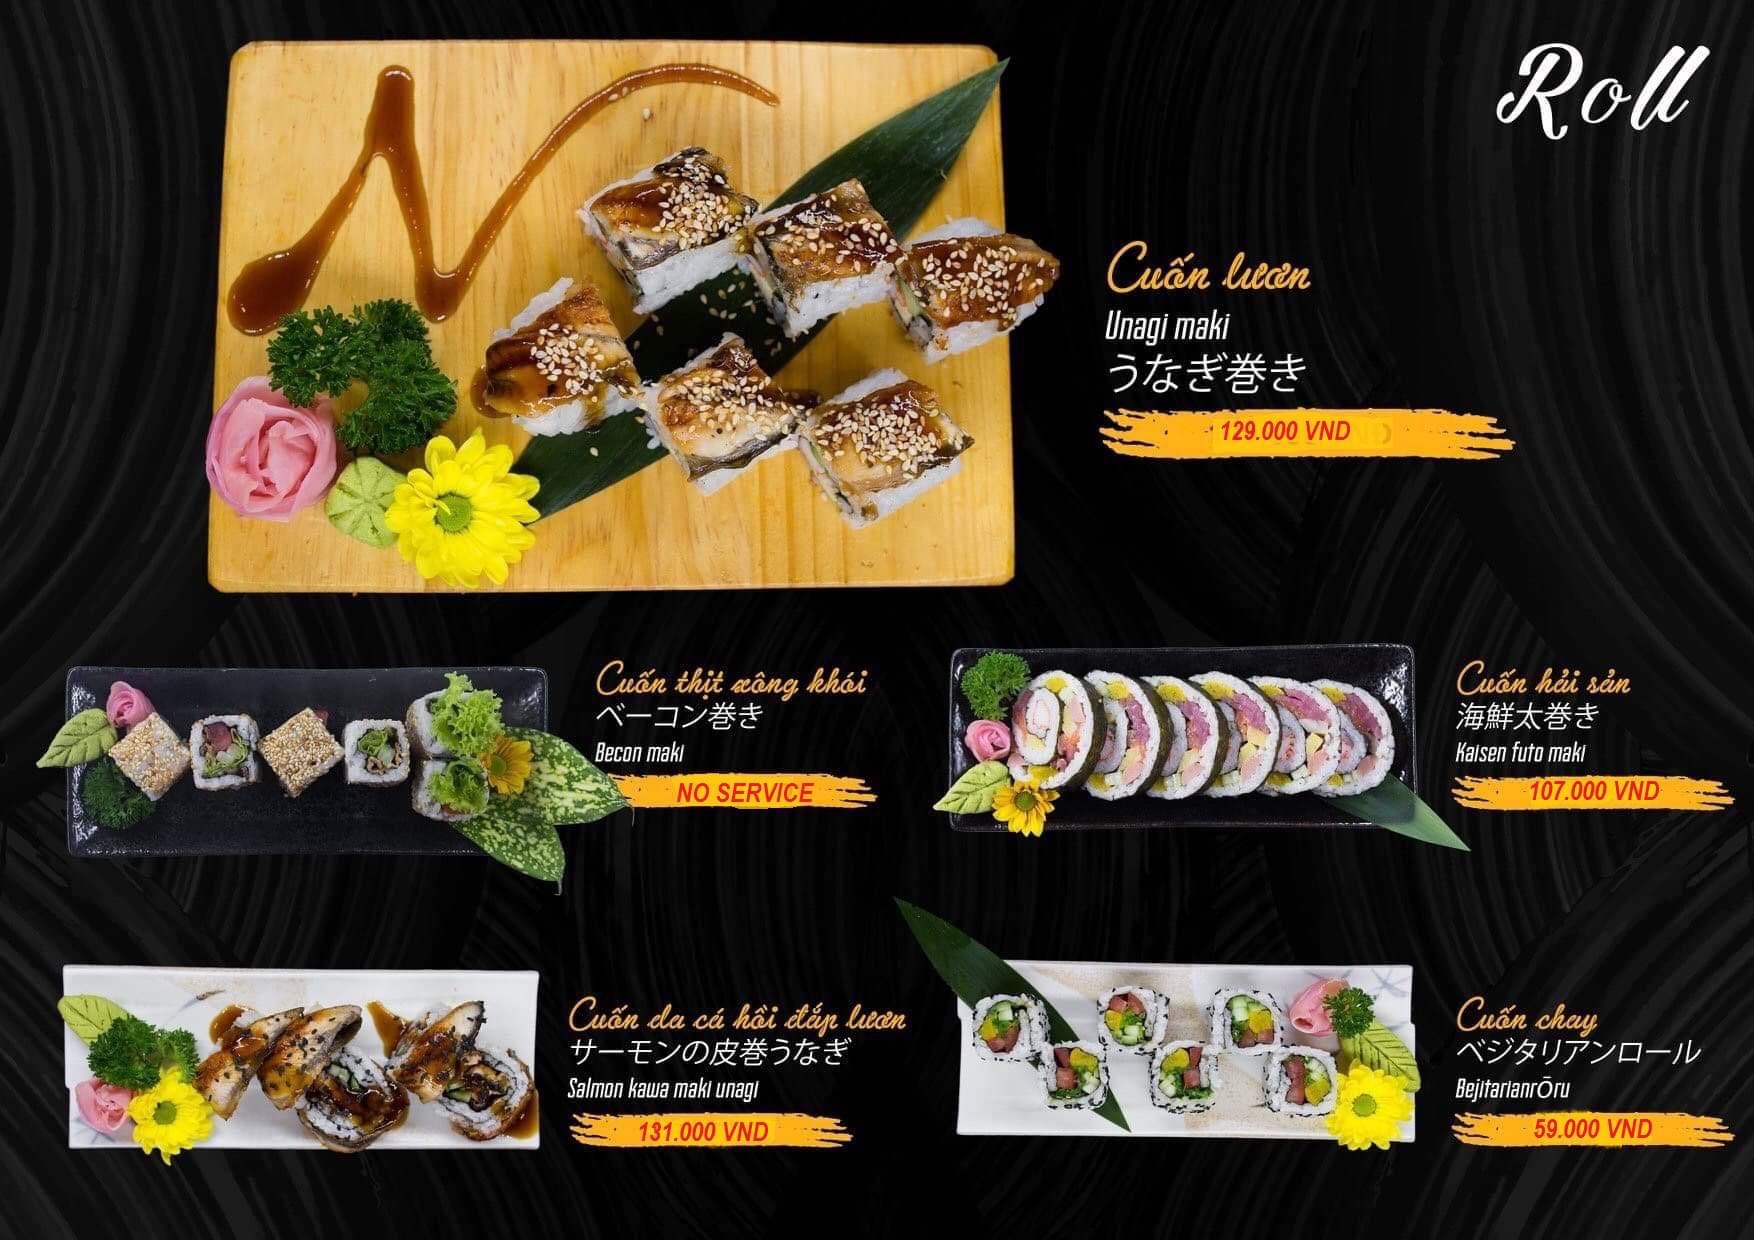 Roll
Cuốn lươn
Unagi maki
うなぎ巻き
129.000 VND
Cuốn thịt xông khói
ベーコン巻き
Becon maki
NO SERVICE
Cuốn hải sản
海鮮太巻き
Kaisen futo maki
107.000 VND
Cuốn da cá hồi đắp lươn
サーモンの皮巻うなぎ
Salmon kawa maki unagi
131.000 VND
Cuốn chay
ベジタリアンロール
Bejitarianrōru
59.000 VND